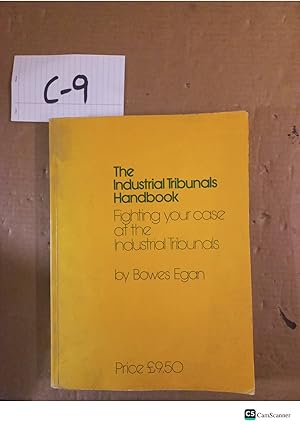 C-9
The
Industrial Tribunals
Handbook
Fighting your case
at the
Industrial Tribunals
by Bowes Egan
Price £9.50
CS CamScanner